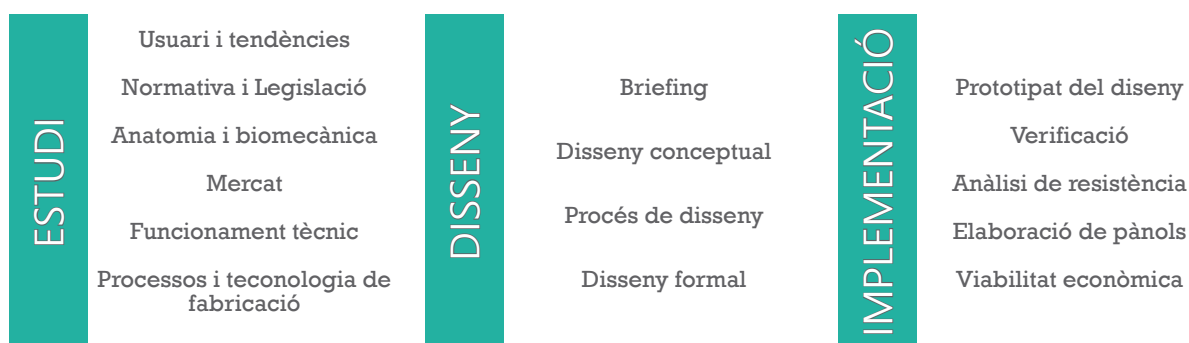 ESTUDI
Usuari i tendències
Normativa i Legislació
Anatomia i biomecànica
Mercat
Funcionament tècnic
Processos i teconologia de
fabricació
DISSENY
Briefing
Disseny conceptual
Procés de disseny
Disseny formal
IMPLEMENTACIÓ
Prototipat del diseny
Verificació
Anàlisi de resistència
Elaboració de pànols
Viabilitat econòmica